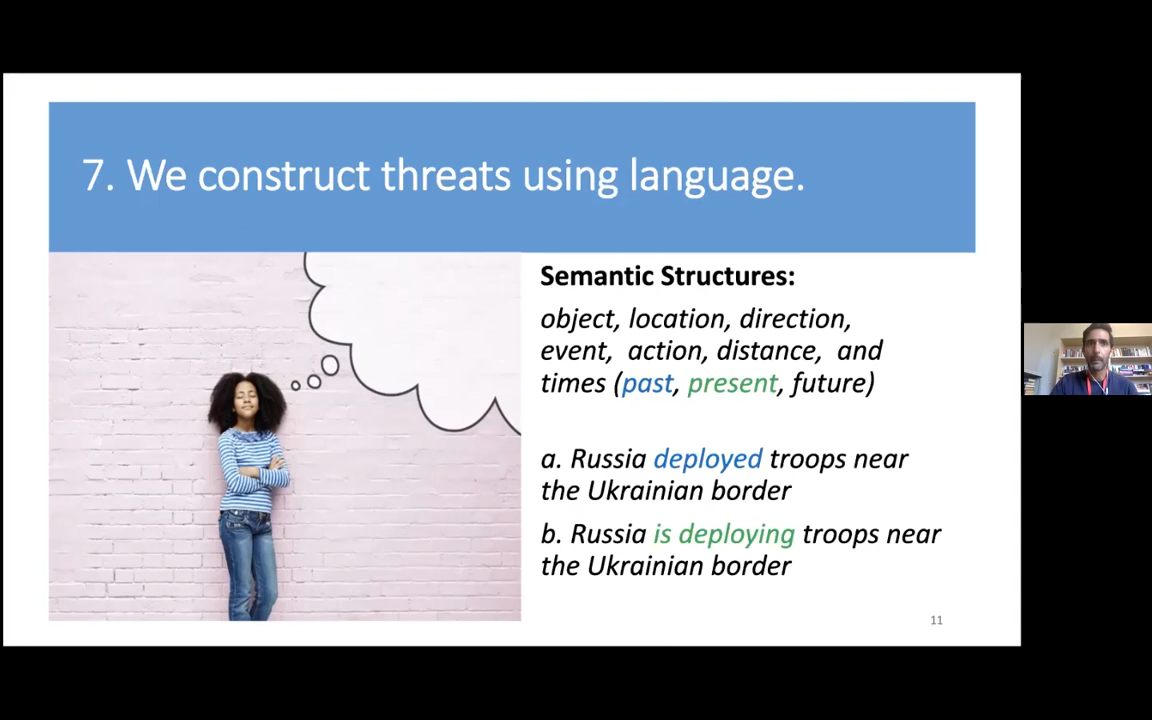 7. We construct threats using language.
Semantic Structures:
object, location, direction,
event, action, distance, and
times (past, present, future)
a. Russia deployed troops near
the Ukrainian border
b. Russia is deploying troops near
the Ukrainian border
11